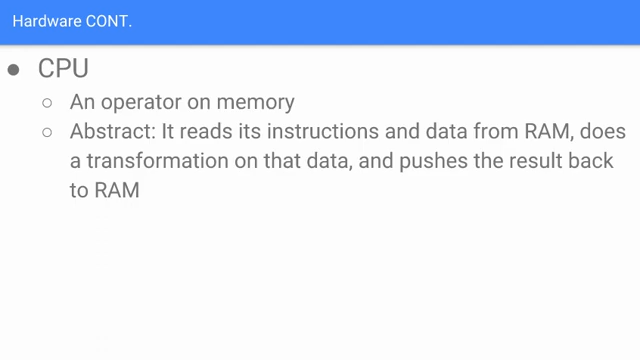 Hardware CONT.
● CPU
○ An operator on memory
○ Abstract: It reads its instructions and data from RAM, does
a transformation on that data, and pushes the result back
to RAM